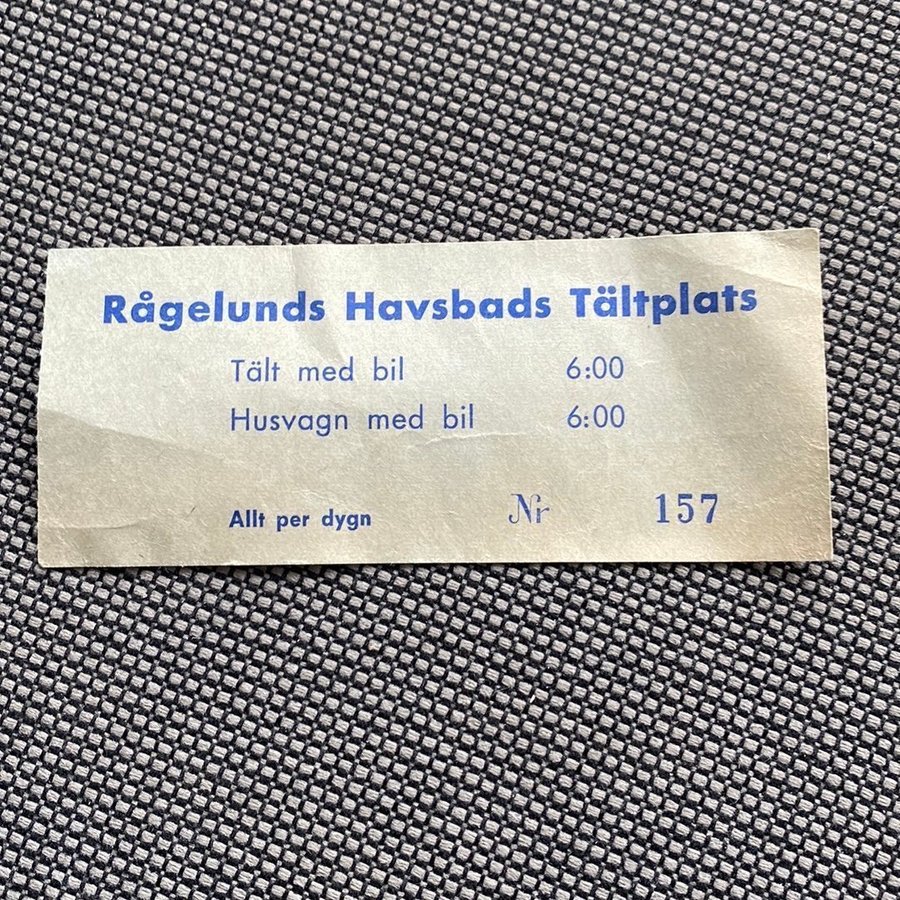 Rågelunds Havsbads Tältplats
Tält med bil 6:00
Husvagn med bil 6:00
Allt per dygn Nr 157